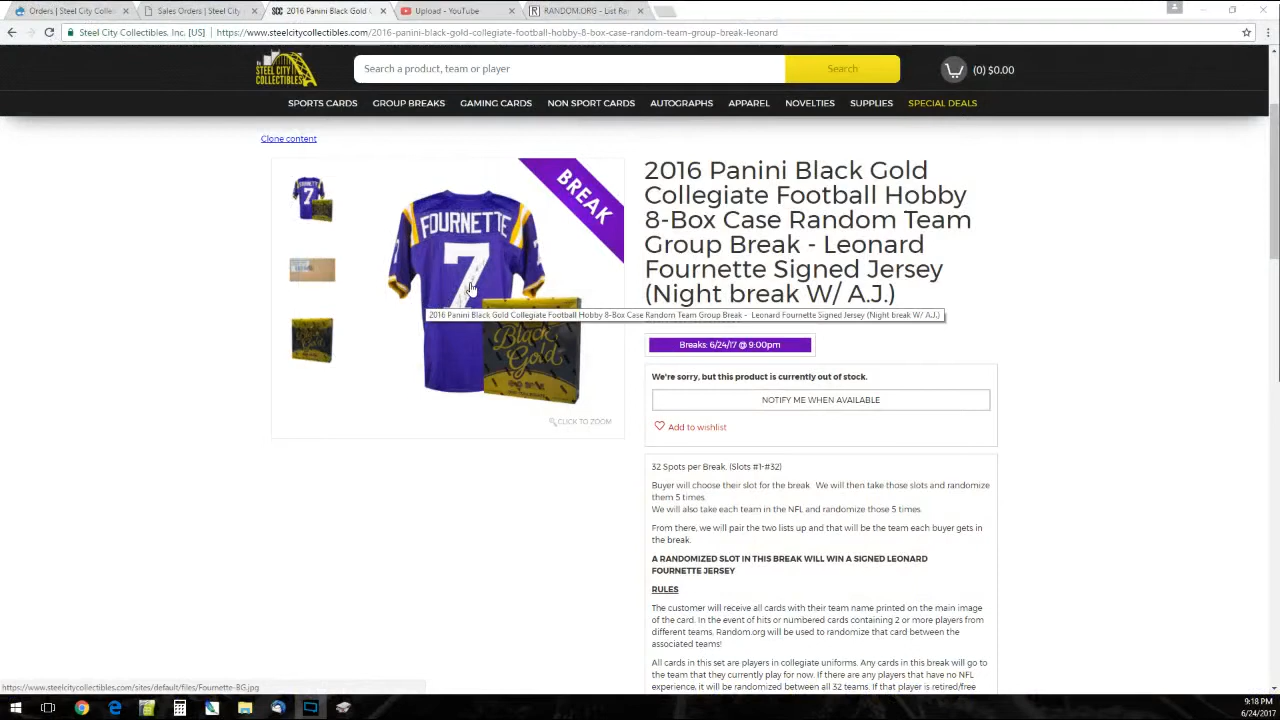 Orders | Steel City Collec
Sales Orders | Steel City
2016 Panini Black Gold
Upload - YouTube
RANDOM.ORG - List Ran
Steel City Collectibles, Inc. [US]
https://www.steelcitycollectibles.com/2016-panini-black-gold-collegiate-football-hobby-8-box-case-random-team-group-break-leonard
STEEL CITY
COLLECTIBLES
Search a product, team or player
Search
(0) $0.00
SPORTS CARDS
GROUP BREAKS
GAMING CARDS
NON SPORT CARDS
AUTOGRAPHS
APPAREL
NOVELTIES
SUPPLIES
SPECIAL DEALS
Clone content
BREAK
FOURNETTE
7
Black
Gold
CLICK TO ZOOM
2016 Panini Black Gold
Collegiate Football Hobby
8-Box Case Random Team
Group Break - Leonard
Fournette Signed Jersey
(Night break W/ A.J.)
2016 Panini Black Gold Collegiate Football Hobby 8-Box Case Random Team Group Break - Leonard Fournette Signed Jersey (Night break W/ A.J.)
Breaks: 6/24/17 @ 9:00pm
We're sorry, but this product is currently out of stock.
NOTIFY ME WHEN AVAILABLE
Add to wishlist
32 Spots per Break. (Slots #1-#32)
Buyer will choose their slot for the break. We will then take those slots and randomize
them 5 times.
We will also take each team in the NFL and randomize those 5 times.
From there, we will pair the two lists up and that will be the team each buyer gets in
the break.
A RANDOMIZED SLOT IN THIS BREAK WILL WIN A SIGNED LEONARD
FOURNETTE JERSEY
RULES
The customer will receive all cards with their team name printed on the main image
of the card. In the event of hits or numbered cards containing 2 or more players from
different teams, Random.org will be used to randomize that card between the
associated teams!
All cards in this set are players in collegiate uniforms. Any cards in this break will go to
the team that they currently play for now. If there are any players that have no NFL
experience, it will be randomized between all 32 teams. If that player is retired/free
https://www.steelcitycollectibles.com/sites/default/files/Fournette-BG.jpg
9:18 PM
6/24/2017